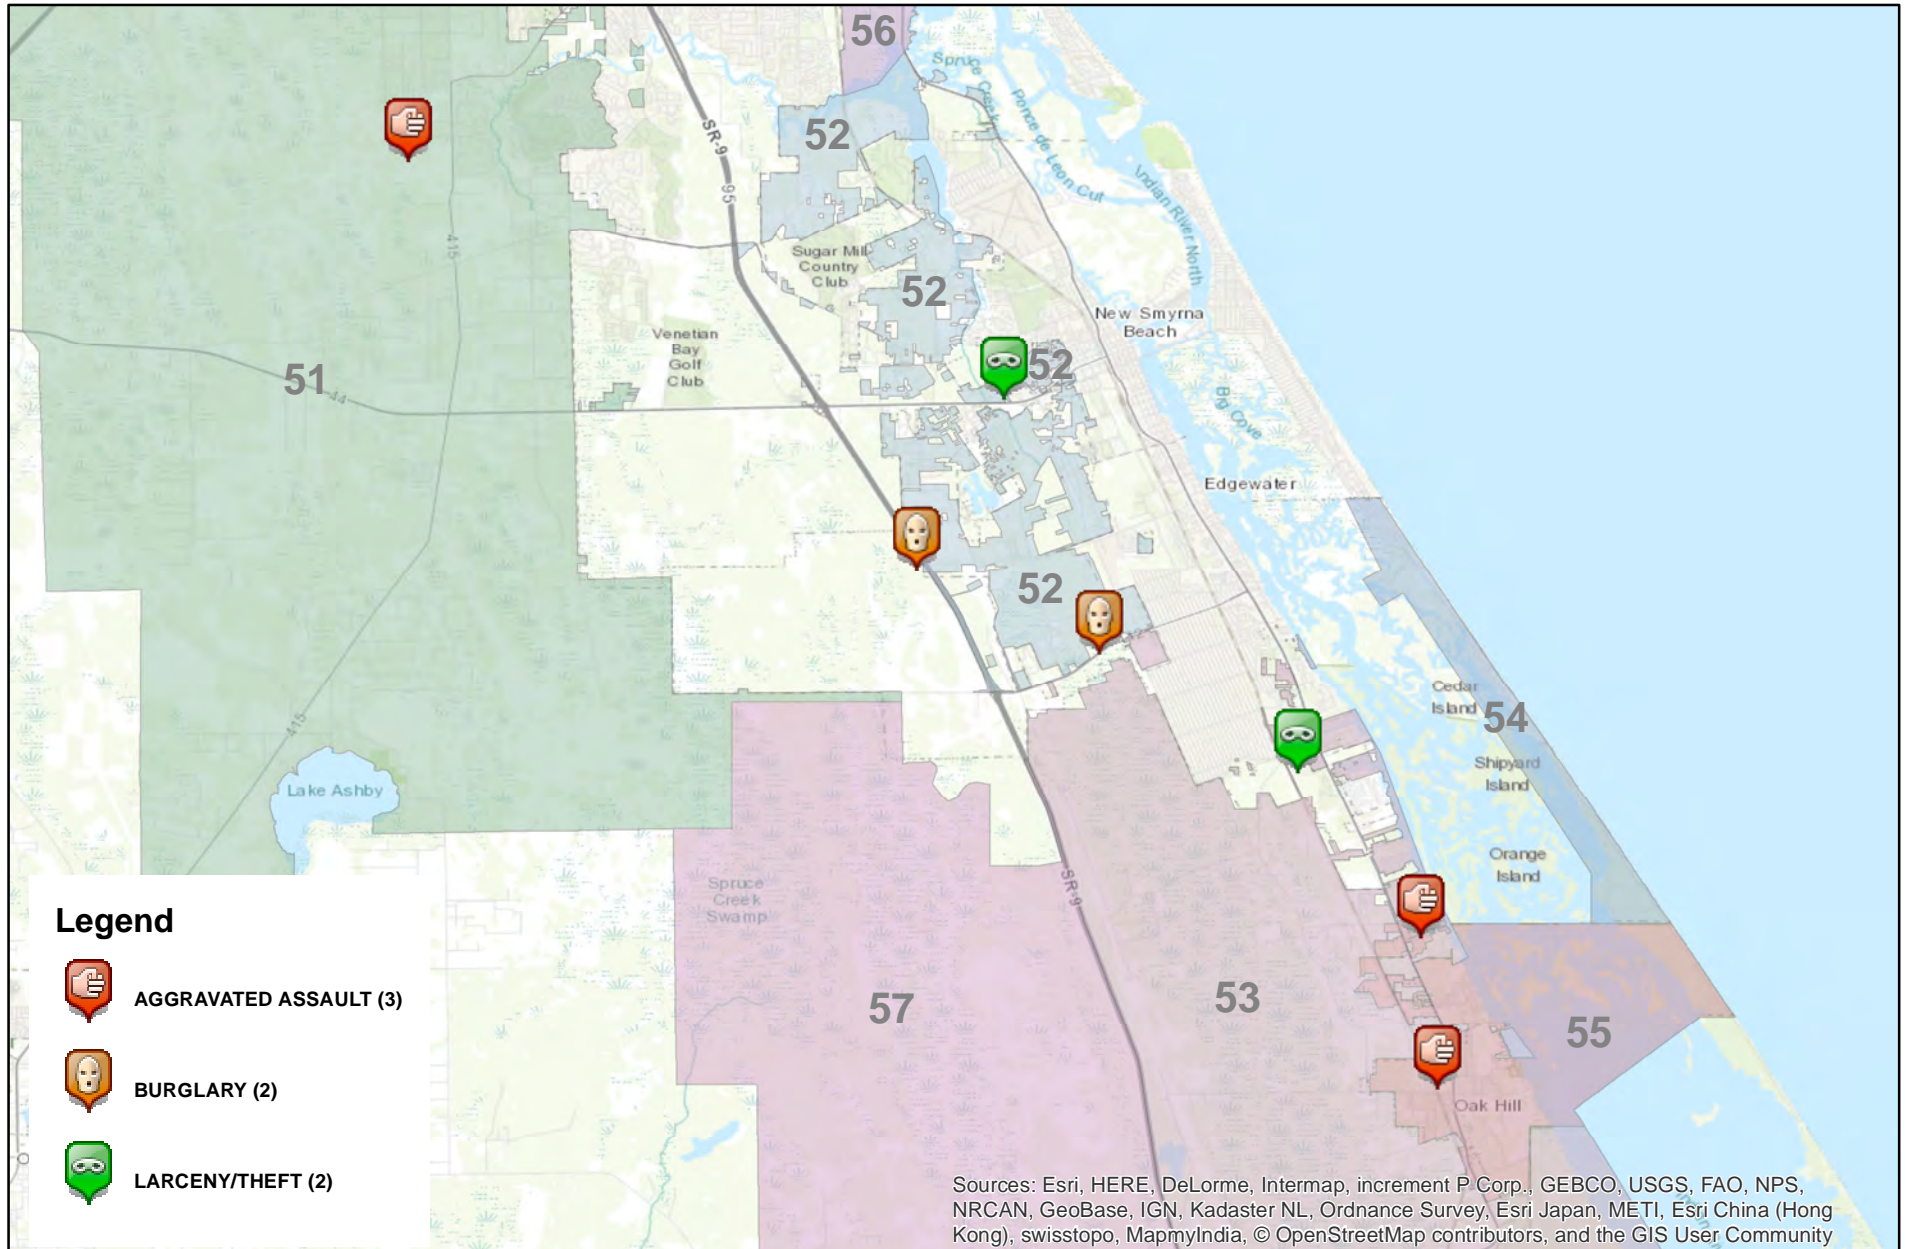 56
Spruce
Creek
Ponce de Leon Cut
Indian River North
SR-9
95
52
415
Sugar Mill
Country
Club
52
New Smyrna
Beach
Venetian
Bay
Golf
Club
52
51
44
Big Cove
Edgewater
52
Cedar
Island
54
415
Shipyard
Island
Lake Ashby
Orange
Island
SR-9
Spruce
Creek
Swamp
57
53
55
Oak Hill
Legend
AGGRAVATED ASSAULT (3)
BURGLARY (2)
LARCENY/THEFT (2)
Sources: Esri, HERE, DeLorme, Intermap, increment P Corp., GEBCO, USGS, FAO, NPS,
NRCAN, GeoBase, IGN, Kadaster NL, Ordnance Survey, Esri Japan, METI, Esri China (Hong
Kong), swisstopo, MapmyIndia, © OpenStreetMap contributors, and the GIS User Community